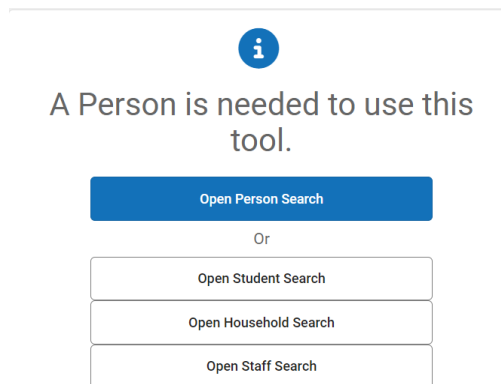 A Person is needed to use this
tool.
Open Person Search
Or
Open Student Search
Open Household Search
Open Staff Search